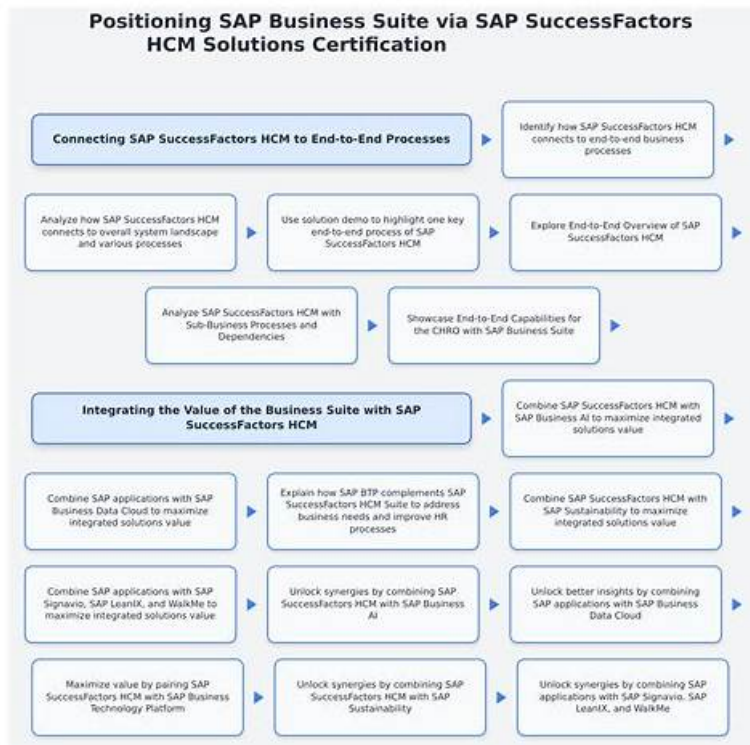 Positioning SAP Business Suite via SAP SuccessFactors
HCM Solutions Certification
Connecting SAP SuccessFactors HCM to End-to-End Processes
Identify how SAP SuccessFactors HCM
connects to end-to-end business
processes
Analyze how SAP SuccessFactors HCM
connects to overall system landscape
and various processes
Use solution demo to highlight one key
end-to-end process of SAP
SuccessFactors HCM
Explore End-to-End Overview of SAP
SuccessFactors HCM
Analyze SAP SuccessFactors HCM with
Sub-Business Processes and
Dependencies
Showcase End-to-End Capabilities for
the CHRO with SAP Business Suite
Integrating the Value of the Business Suite with SAP
SuccessFactors HCM
Combine SAP SuccessFactors HCM with
SAP Business AI to maximize integrated
solutions value
Combine SAP applications with SAP
Business Data Cloud to maximize
integrated solutions value
Explain how SAP BTP complements SAP
SuccessFactors HCM Suite to address
business needs and improve HR
processes
Combine SAP SuccessFactors HCM with
SAP Sustainability to maximize
integrated solutions value
Combine SAP applications with SAP
Signavio, SAP LeanIX, and WalkMe to
maximize integrated solutions value
Unlock synergies by combining SAP
SuccessFactors HCM with SAP Business
AI
Unlock better insights by combining
SAP applications with SAP Business
Data Cloud
Maximize value by pairing SAP
SuccessFactors HCM with SAP Business
Technology Platform
Unlock synergies by combining SAP
SuccessFactors HCM with SAP
Sustainability
Unlock synergies by combining SAP
applications with SAP Signavio, SAP
LeanIX, and WalkMe